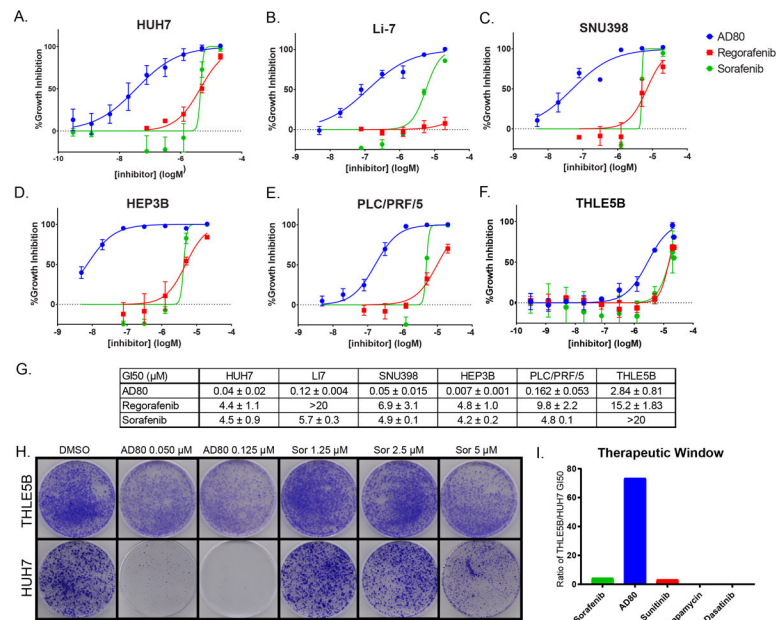 A.
HUH7
%Growth Inhibition
100
50
0
-10
-8
-6
-4
[inhibitor] (logM)
B.
Li-7
%Growth Inhibition
100
50
0
-9
-8
-7
-6
-5
-4
[inhibitor] (logM)
C.
SNU398
%Growth Inhibition
100
50
0
-9
-8
-7
-6
-5
-4
[inhibitor] (logM)
AD80
Regorafenib
Sorafenib
D.
HEP3B
%Growth Inhibition
100
50
0
-9
-8
-7
-6
-5
-4
[inhibitor] (logM)
E.
PLC/PRF/5
%Growth Inhibition
100
50
0
-9
-8
-7
-6
-5
-4
[inhibitor] (logM)
F.
THLE5B
%Growth Inhibition
100
50
0
-10
-9
-8
-7
-6
-5
-4
[inhibitor] (logM)
G.
GI50 (µM) HUH7 LI7 SNU398 HEP3B PLC/PRF/5 THLE5B
AD80 0.04 ± 0.02 0.12 ± 0.004 0.05 ± 0.015 0.007 ± 0.001 0.162 ± 0.053 2.84 ± 0.81
Regorafenib 4.4 ± 1.1 >20 6.9 ± 3.1 4.8 ± 1.0 9.8 ± 2.2 15.2 ± 1.83
Sorafenib 4.5 ± 0.9 5.7 ± 0.3 4.9 ± 0.1 4.2 ± 0.2 4.8 0.1 >20
H.
DMSO AD80 0.050 µM AD80 0.125 µM Sor 1.25 µM Sor 2.5 µM Sor 5 µM
THLE5B
HUH7
I.
Therapeutic Window
Ratio of THLE5B/HUH7 GI50
80
60
40
20
0
Sorafenib
AD80
Sunitinib
apamycin
Dasatinib